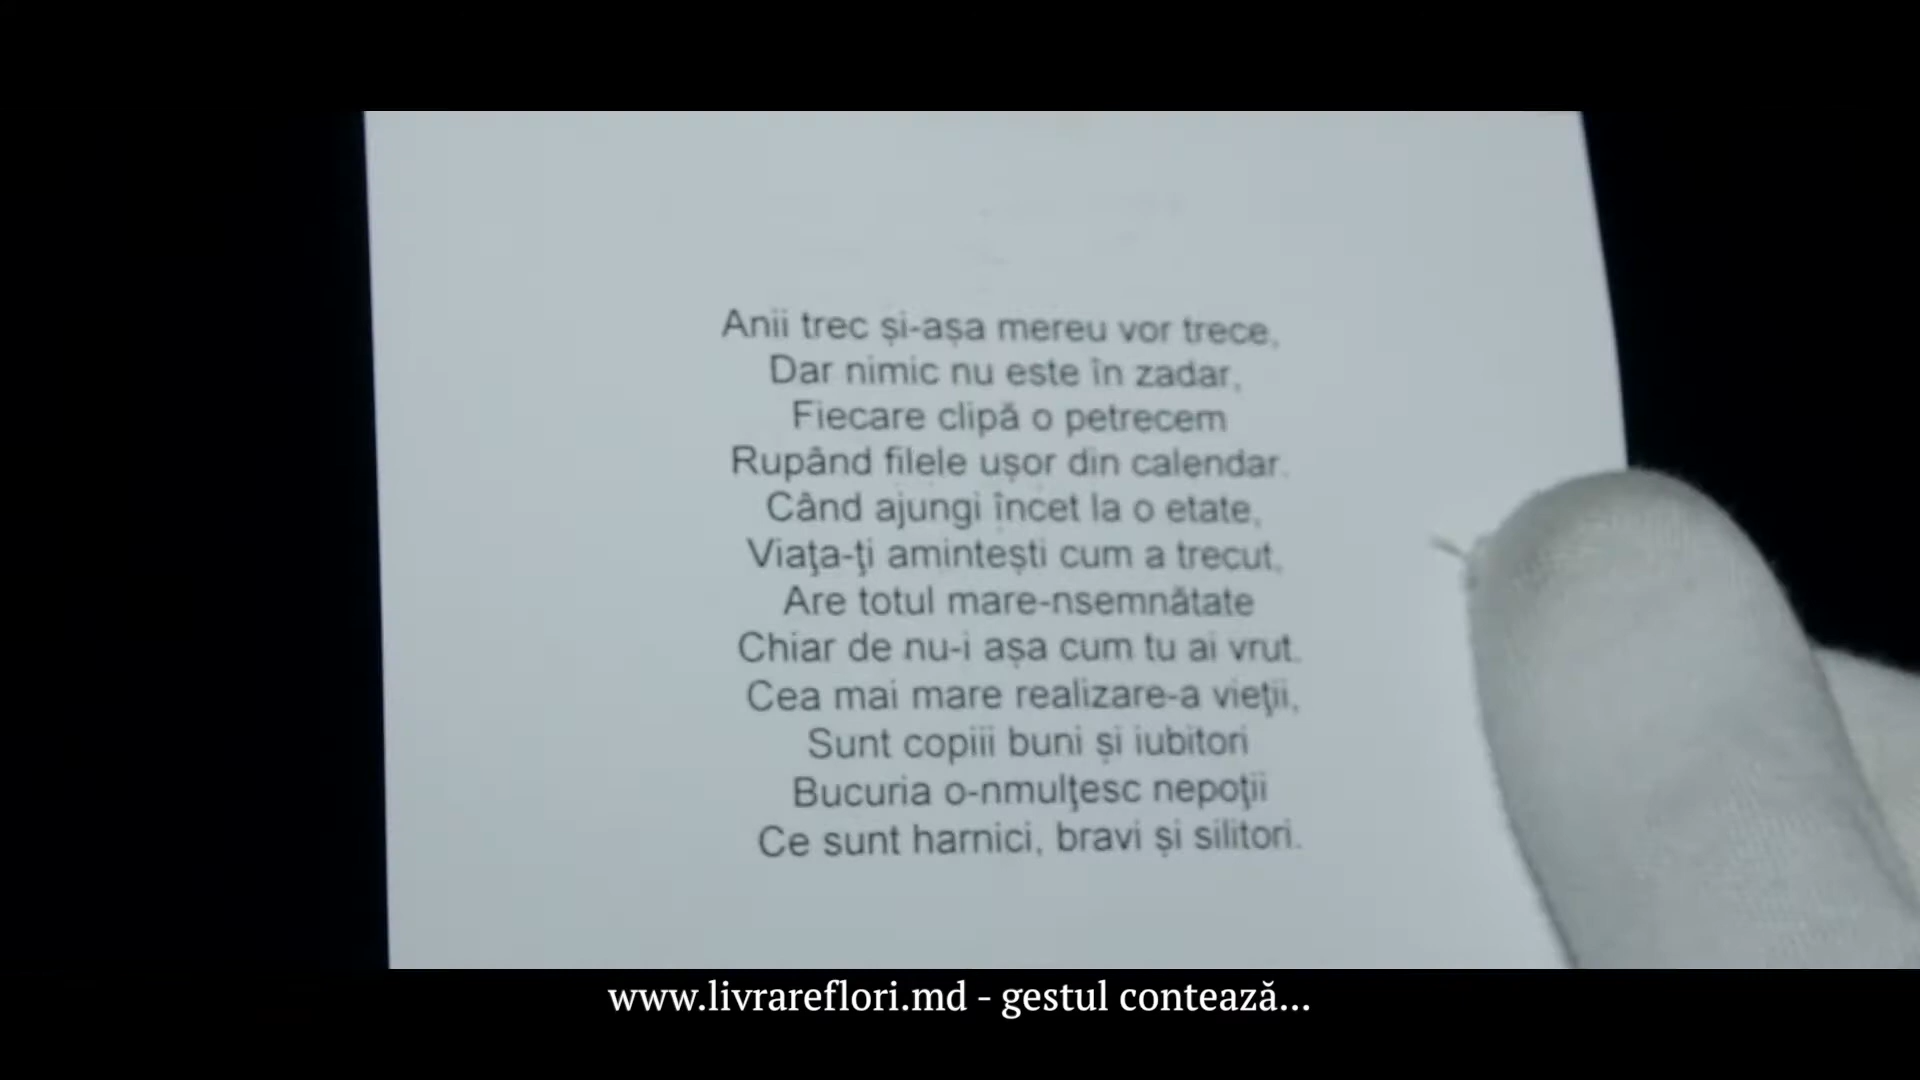 Anii trec și-așa mereu vor trece,
Dar nimic nu este în zadar,
Fiecare clipă o petrecem
Rupând filele ușor din calendar.
Când ajungi încet la o etate,
Viaţa-ţi amintești cum a trecut,
Are totul mare-nsemnătate
Chiar de nu-i așa cum tu ai vrut.
Cea mai mare realizare-a vieţii,
Sunt copiii buni și iubitori
Bucuria o-nmulţesc nepoţii
Ce sunt harnici, bravi și silitori.
www.livrareflori.md - gestul contează...